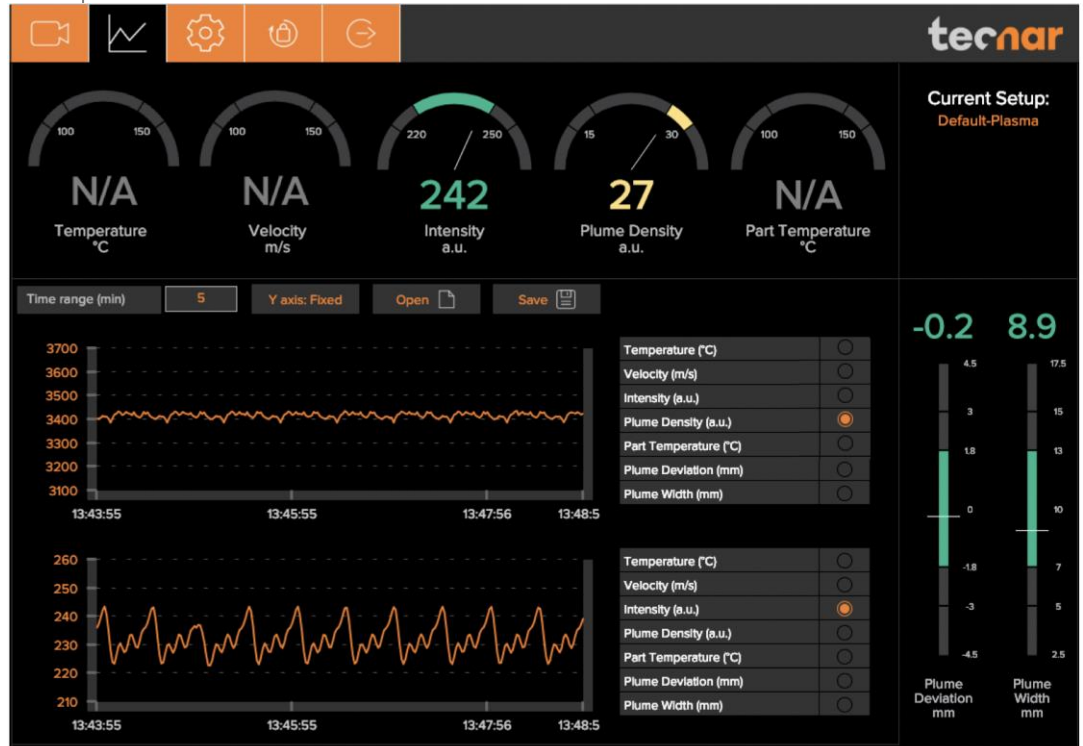 tecnar
100 150
N/A
Temperature
°C
100 150
N/A
Velocity
m/s
220 250
242
Intensity
a.u.
15 30
27
Plume Density
a.u.
100 150
N/A
Part Temperature
°C
Current Setup:
Default-Plasma
Time range (min) 5 Y axis: Fixed Open Save
3700
3600
3500
3400
3300
3200
3100
13:43:55 13:45:55 13:47:56 13:48:5
Temperature (°C)
Velocity (m/s)
Intensity (a.u.)
Plume Density (a.u.)
Part Temperature (°C)
Plume Deviation (mm)
Plume Width (mm)
260
250
240
230
220
210
13:43:55 13:45:55 13:47:56 13:48:5
Temperature (°C)
Velocity (m/s)
Intensity (a.u.)
Plume Density (a.u.)
Part Temperature (°C)
Plume Deviation (mm)
Plume Width (mm)
-0.2
4.5
3
1.8
0
-1.8
-3
-4.5
Plume
Deviation
mm
8.9
17.5
15
13
10
7
5
2.5
Plume
Width
mm